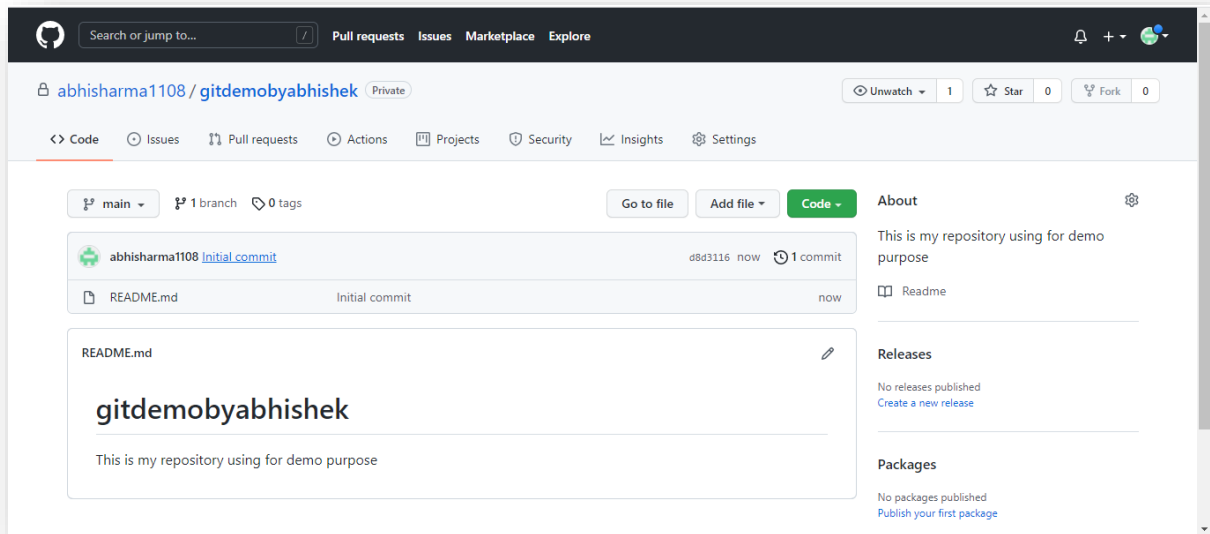 Search or jump to... /
Pull requests Issues Marketplace Explore
abhisharma1108 / gitdemobyabhishek Private
Unwatch 1 Star 0 Fork 0
<> Code Issues Pull requests Actions Projects Security Insights Settings
main 1 branch 0 tags
Go to file Add file Code
abhisharma1108 Initial commit d8d3116 now 1 commit
README.md Initial commit now
README.md
gitdemobyabhishek
This is my repository using for demo purpose
About
This is my repository using for demo
purpose
Readme
Releases
No releases published
Create a new release
Packages
No packages published
Publish your first package